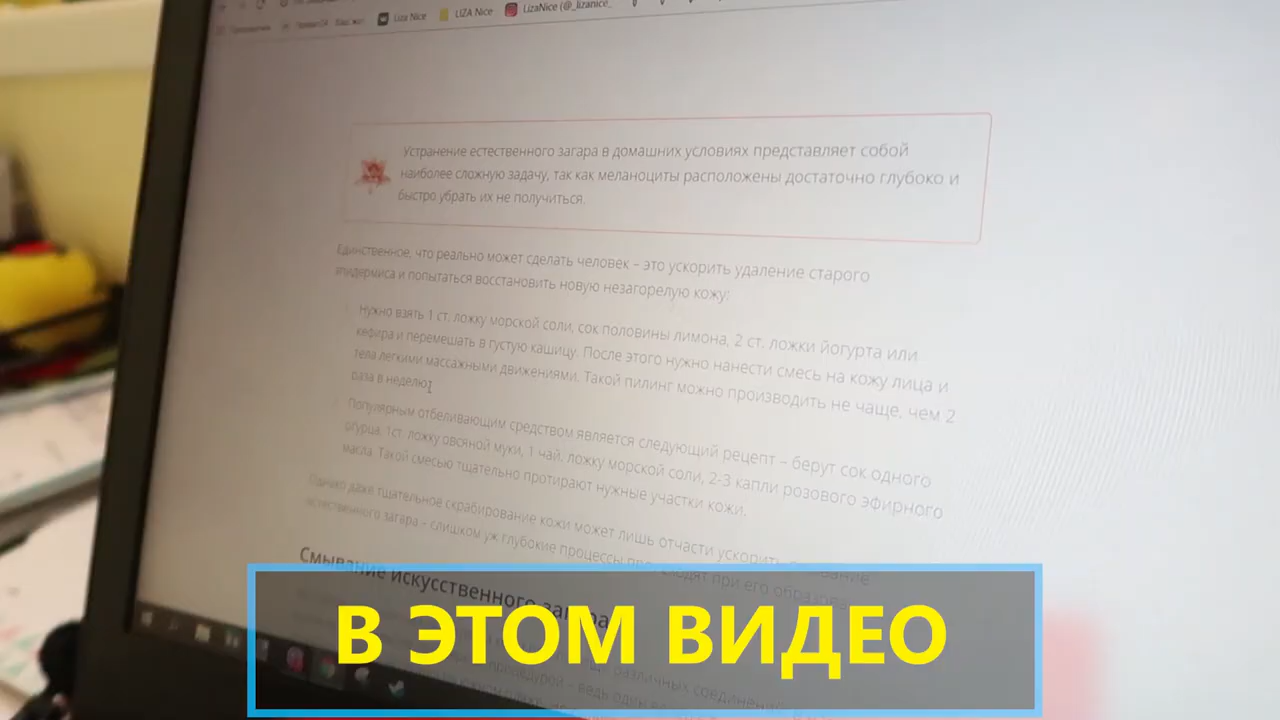 Liza Nice
LIZA Nice
LizaNice (@_lizanice_
Устранение естественного загара в домашних условиях представляет собой
наиболее сложную задачу, так как меланоциты расположены достаточно глубоко и
быстро убрать их не получиться.
Единственное, что реально может сделать человек – это ускорить удаление старого
эпидермиса и попытаться восстановить новую незагорелую кожу:
Нужно взять 1 ст. ложку морской соли, сок половины лимона, 2 ст. ложки йогурта или
кефира и перемешать в густую кашицу. После этого нужно нанести смесь на кожу лица и
тела легкими массажными движениями. Такой пилинг можно производить не чаще, чем 2
раза в неделю.
Популярным отбеливающим средством является следующий рецепт – берут сок одного
огурца, 1ст. ложку овсяной муки, 1 чай. ложку морской соли, 2-3 капли розового эфирного
масла. Такой смесью тщательно протирают нужные участки кожи.
Однако даже тщательное скрабирование кожи может лишь отчасти ускорить
естественного загара – слишком уж глубокие процессы при его
Смывание искусственного загара
различных
процедурой – ведь один
В ЭТОМ ВИДЕО